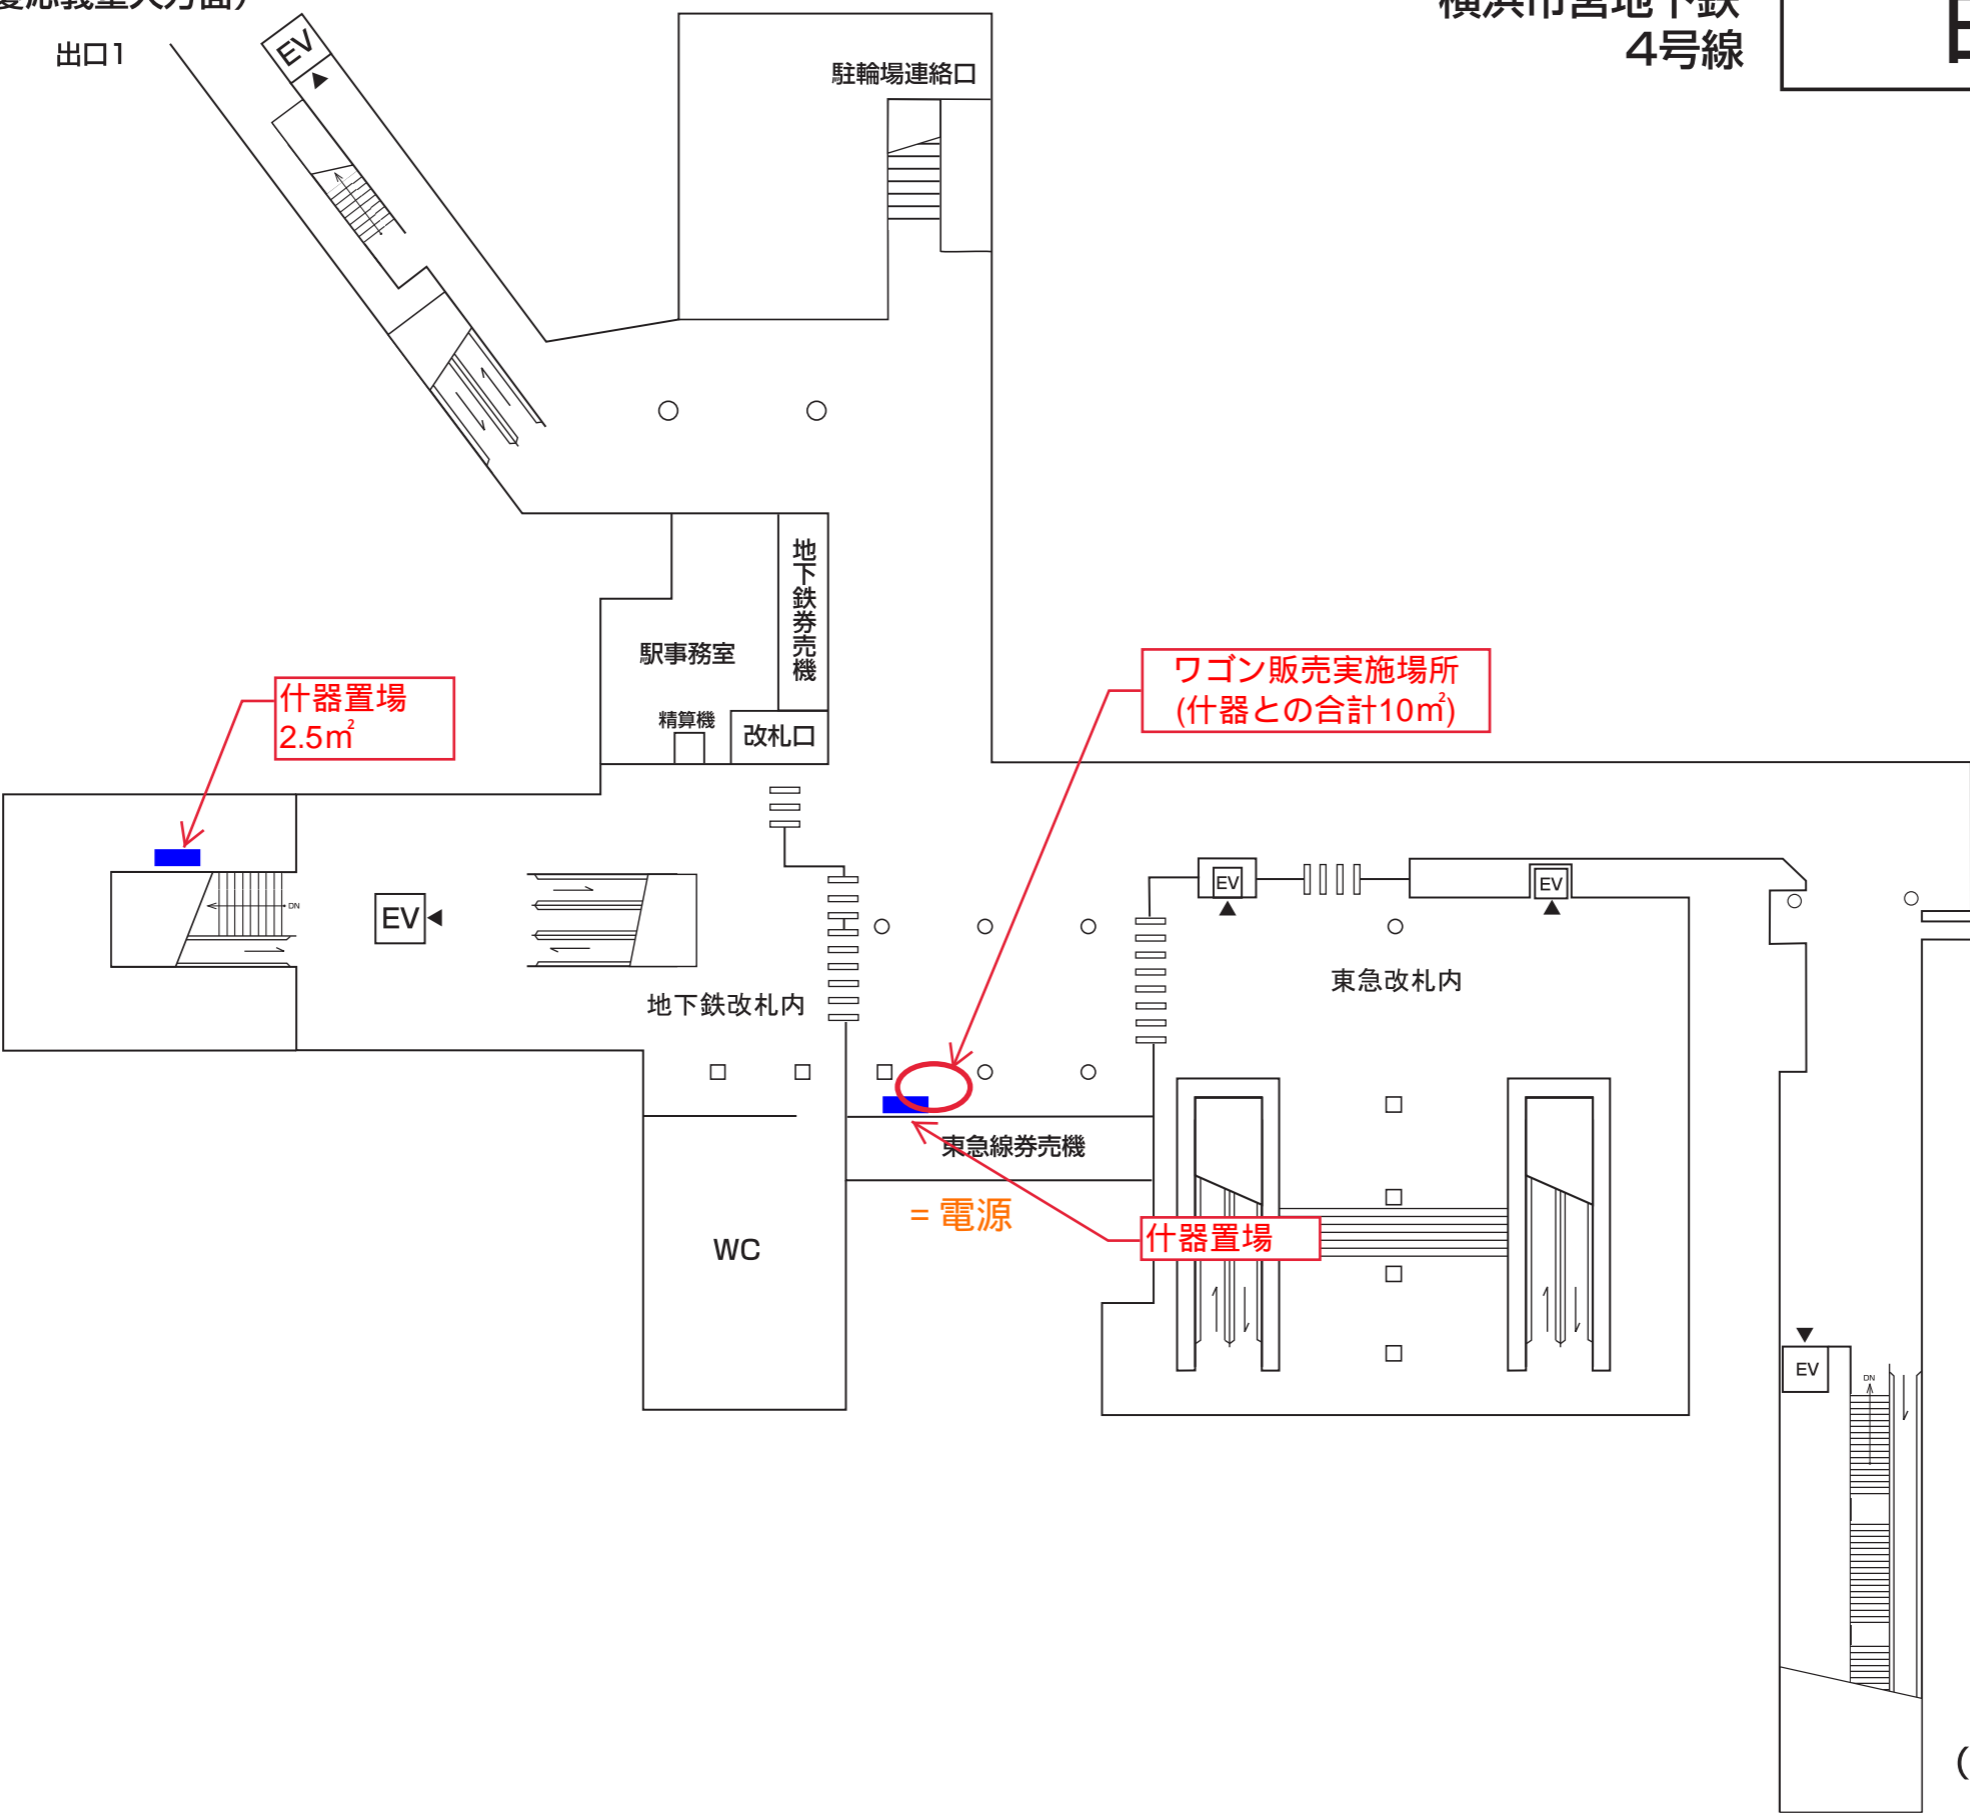 出口1
EV
駐輪場連絡口
横浜市営地下鉄
4号線
地下鉄券売機
駅事務室
精算機
改札口
什器置場
2.5㎡
ワゴン販売実施場所
(什器との合計10㎡)
DN
EV
EV
EV
地下鉄改札内
東急改札内
東急線券売機
= 電源
什器置場
WC
EV
DN
(